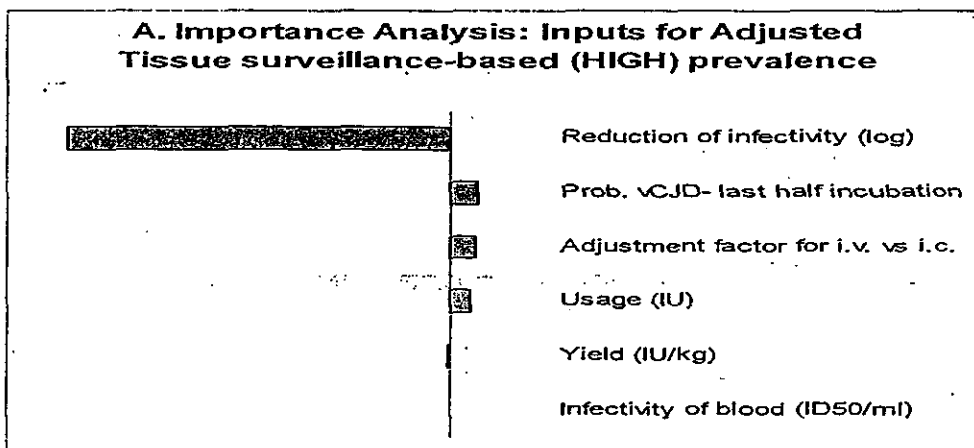 A. Importance Analysis: Inputs for Adjusted
Tissue surveillance-based (HIGH) prevalence
Reduction of infectivity (log)
Prob. vCJD- last half incubation
Adjustment factor for i.v. vs i.c.
Usage (IU)
Yield (IU/kg)
Infectivity of blood (ID50/ml)